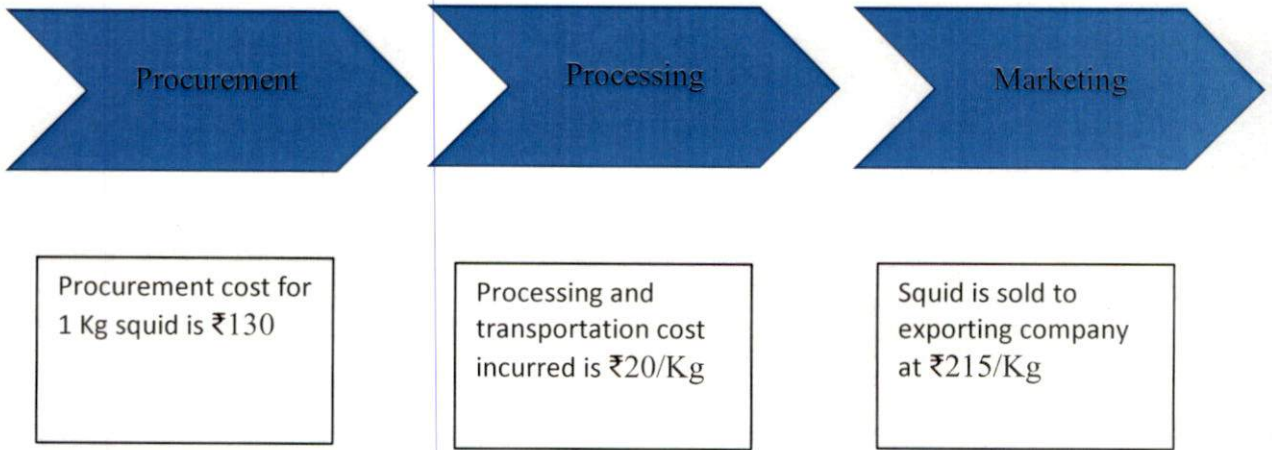 Procurement
Processing
Marketing
Procurement cost for
1 Kg squid is ₹130
Processing and
transportation cost
incurred is ₹20/Kg
Squid is sold to
exporting company
at ₹215/Kg